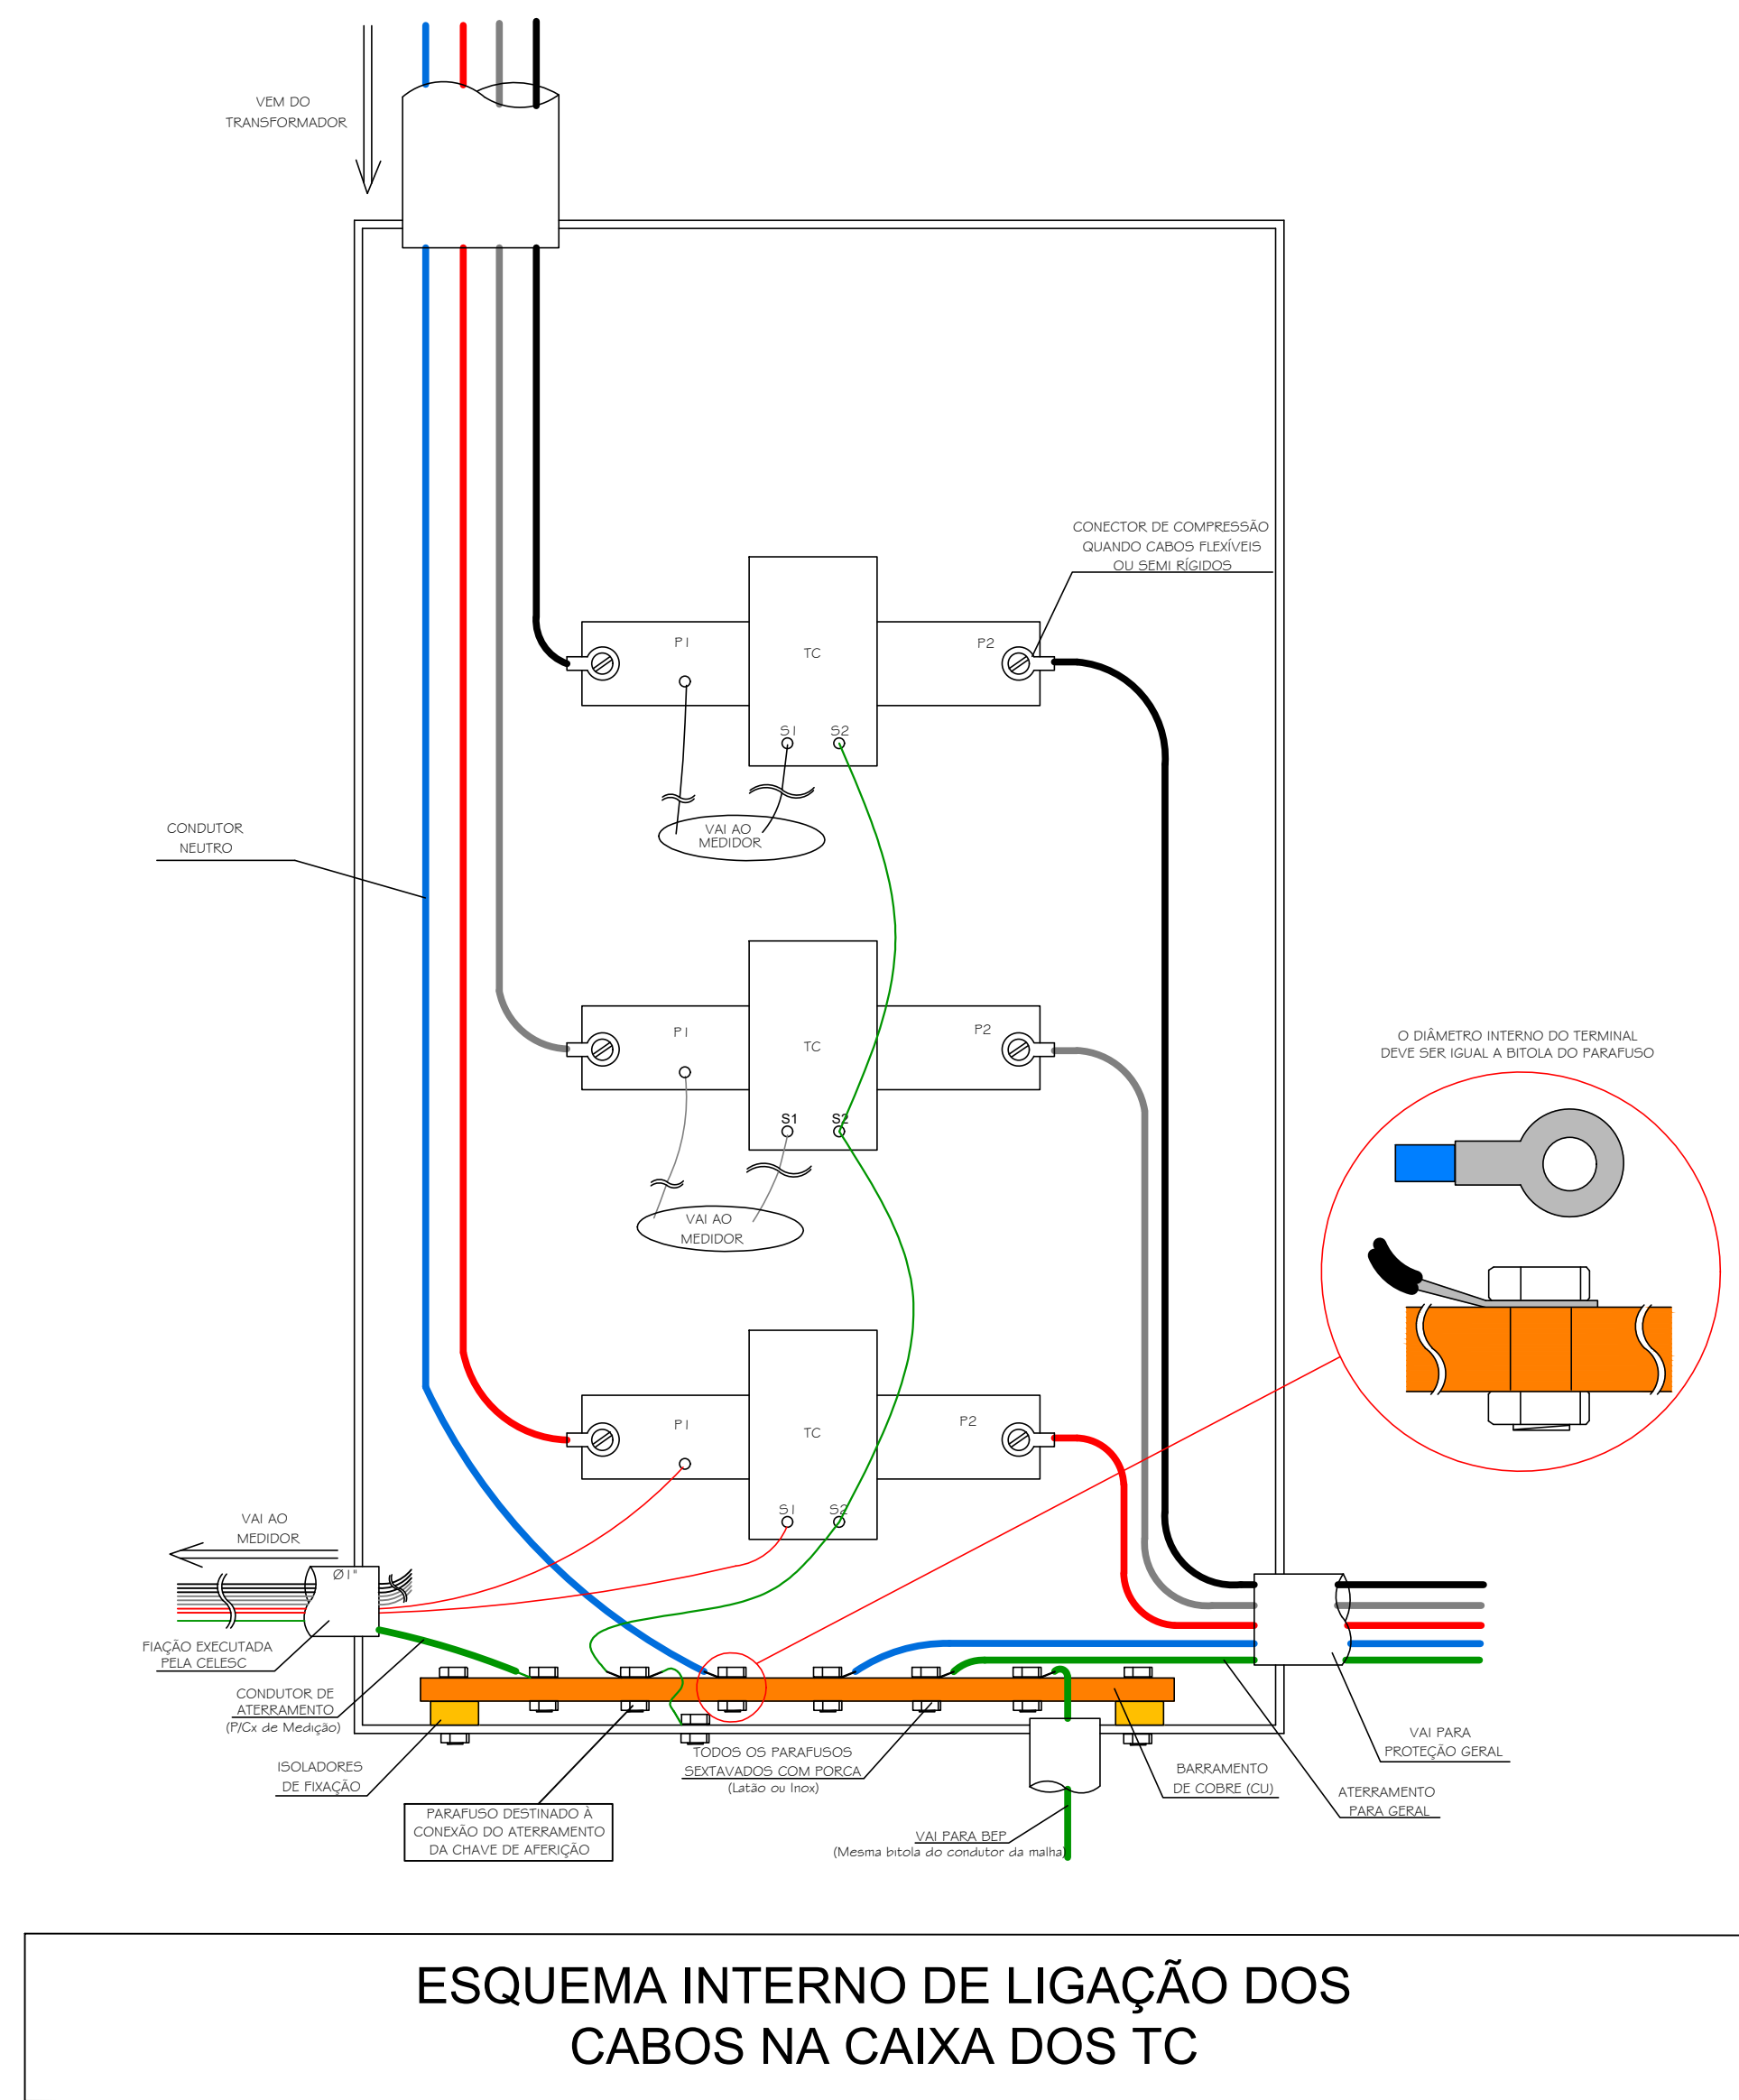 VEM DO
TRANSFORMADOR
CONECTOR DE COMPRESSÃO
QUANDO CABOS FLEXÍVEIS
OU SEMI RÍGIDOS
P1
TC
P2
S1
S2
VAI AO
MEDIDOR
CONDUTOR
NEUTRO
P1
TC
P2
S1
S2
VAI AO
MEDIDOR
O DIÂMETRO INTERNO DO TERMINAL
DEVE SER IGUAL A BITOLA DO PARAFUSO
P1
TC
P2
S1
S2
VAI AO
MEDIDOR
Ø1"
FIAÇÃO EXECUTADA
PELA CELESC
CONDUTOR DE
ATERRAMENTO
(P/Cx de Medição)
ISOLADORES
DE FIXAÇÃO
PARAFUSO DESTINADO À
CONEXÃO DO ATERRAMENTO
DA CHAVE DE AFERIÇÃO
TODOS OS PARAFUSOS
SEXTAVADOS COM PORCA
(Latão ou Inox)
VAI PARA BEP
(Mesma bitola do condutor da malha)
BARRAMENTO
DE COBRE (CU)
ATERRAMENTO
PARA GERAL
VAI PARA
PROTEÇÃO GERAL
ESQUEMA INTERNO DE LIGAÇÃO DOS
CABOS NA CAIXA DOS TC